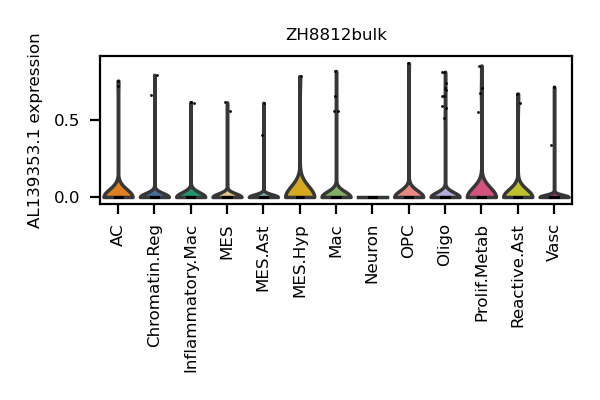 ZH8812bulk
AL139353.1 expression
0.5
0.0
AC
Chromatin.Reg
Inflammatory.Mac
MES
MES.Ast
MES.Hyp
Mac
Neuron
OPC
Oligo
Prolif.Metab
Reactive.Ast
Vasc